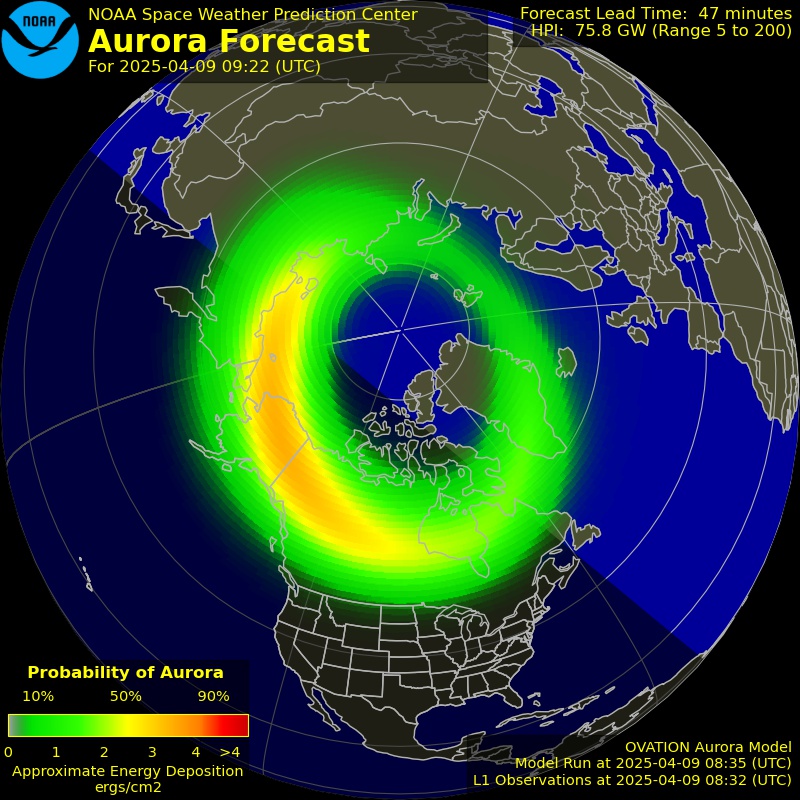 NOAA
NOAA Space Weather Prediction Center
Aurora Forecast
For 2025-04-09 09:22 (UTC)
Forecast Lead Time: 47 minutes
HPI: 75.8 GW (Range 5 to 200)
Probability of Aurora
10% 50% 90%
0 1 2 3 4 >4
Approximate Energy Deposition
ergs/cm2
OVATION Aurora Model
Model Run at 2025-04-09 08:35 (UTC)
L1 Observations at 2025-04-09 08:32 (UTC)